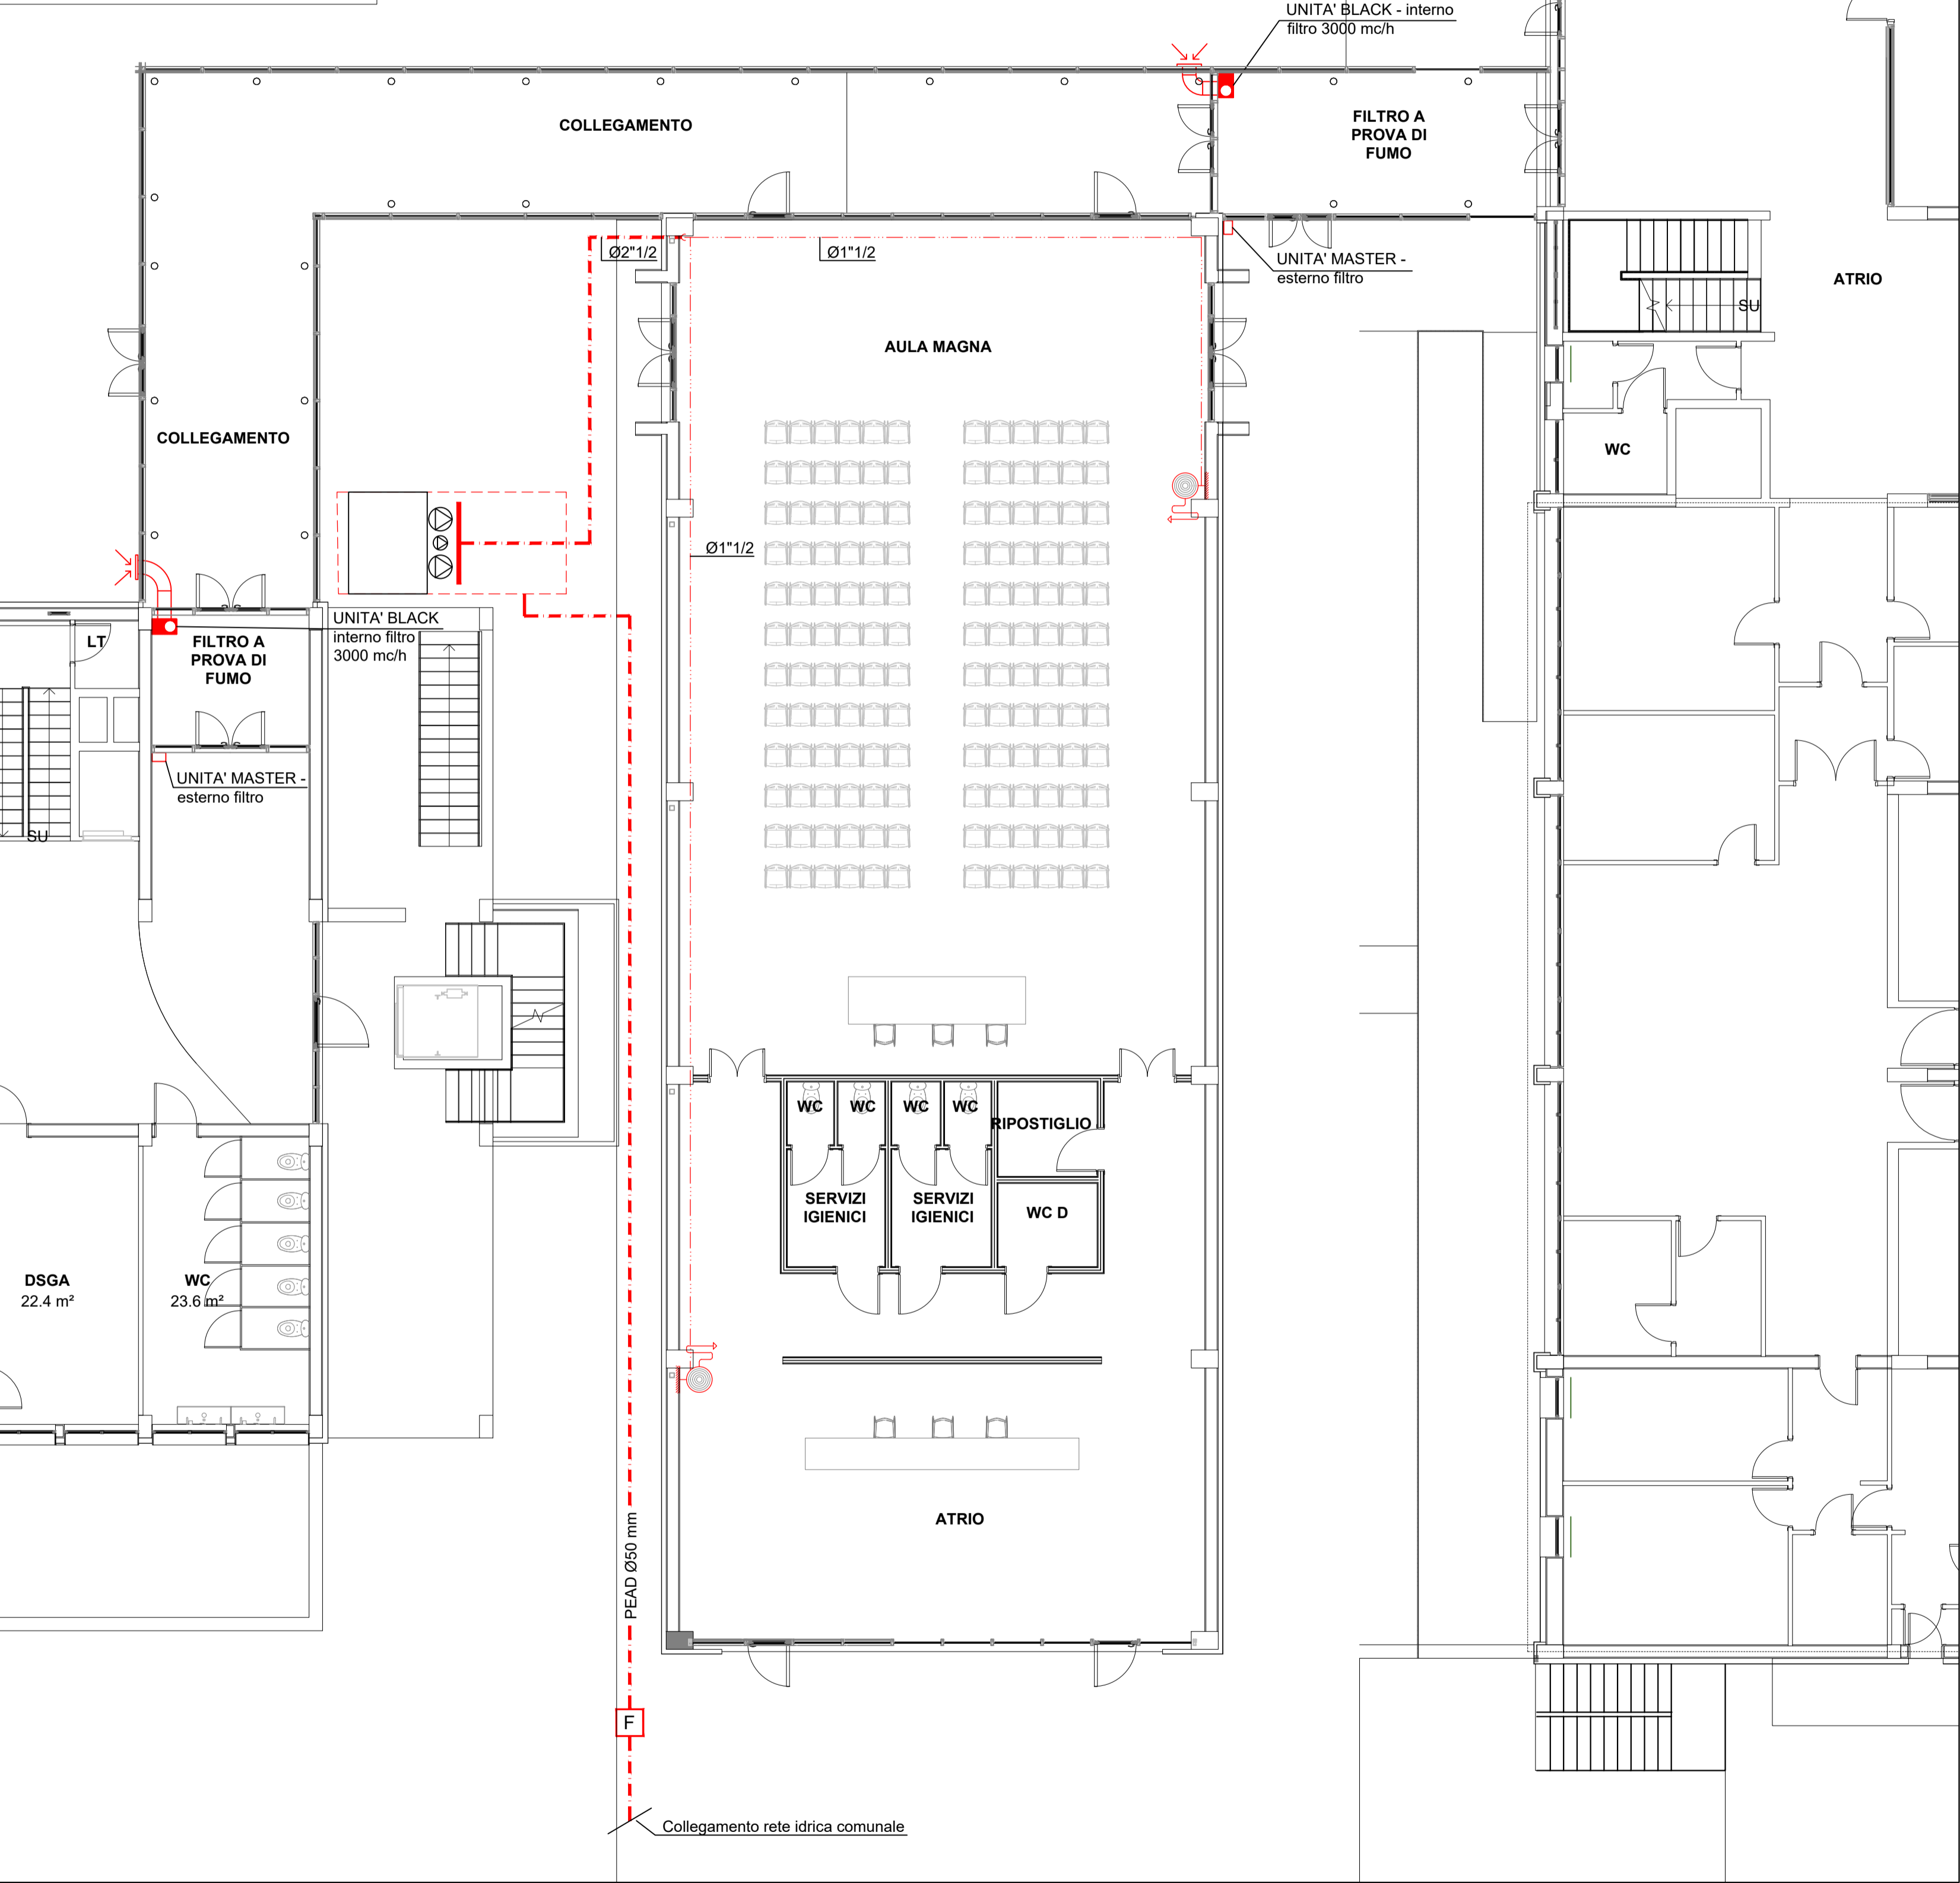 UNITA' BLACK - interno
filtro 3000 mc/h
COLLEGAMENTO
FILTRO A
PROVA DI
FUMO
Ø2"1/2
Ø1"1/2
UNITA' MASTER -
esterno filtro
ATRIO
SU
AULA MAGNA
COLLEGAMENTO
WC
Ø1"1/2
UNITA' BLACK
interno filtro
3000 mc/h
LT
FILTRO A
PROVA DI
FUMO
UNITA' MASTER -
esterno filtro
SU
WC
WC
WC
WC
RIPOSTIGLIO
SERVIZI
IGIENICI
SERVIZI
IGIENICI
WC D
DSGA
22.4 m²
WC
23.6 m²
ATRIO
PEAD Ø50 mm
F
Collegamento rete idrica comunale